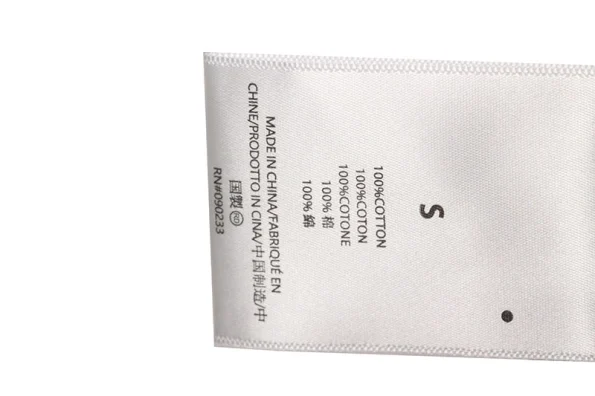 S
100%COTTON
100%COTON
100%COTONE
100% 棉
100% 綿
MADE IN CHINA/FABRIQUÉ EN
CHINE/PRODOTTO IN CINA/中国制造/中
国製
RN#090233